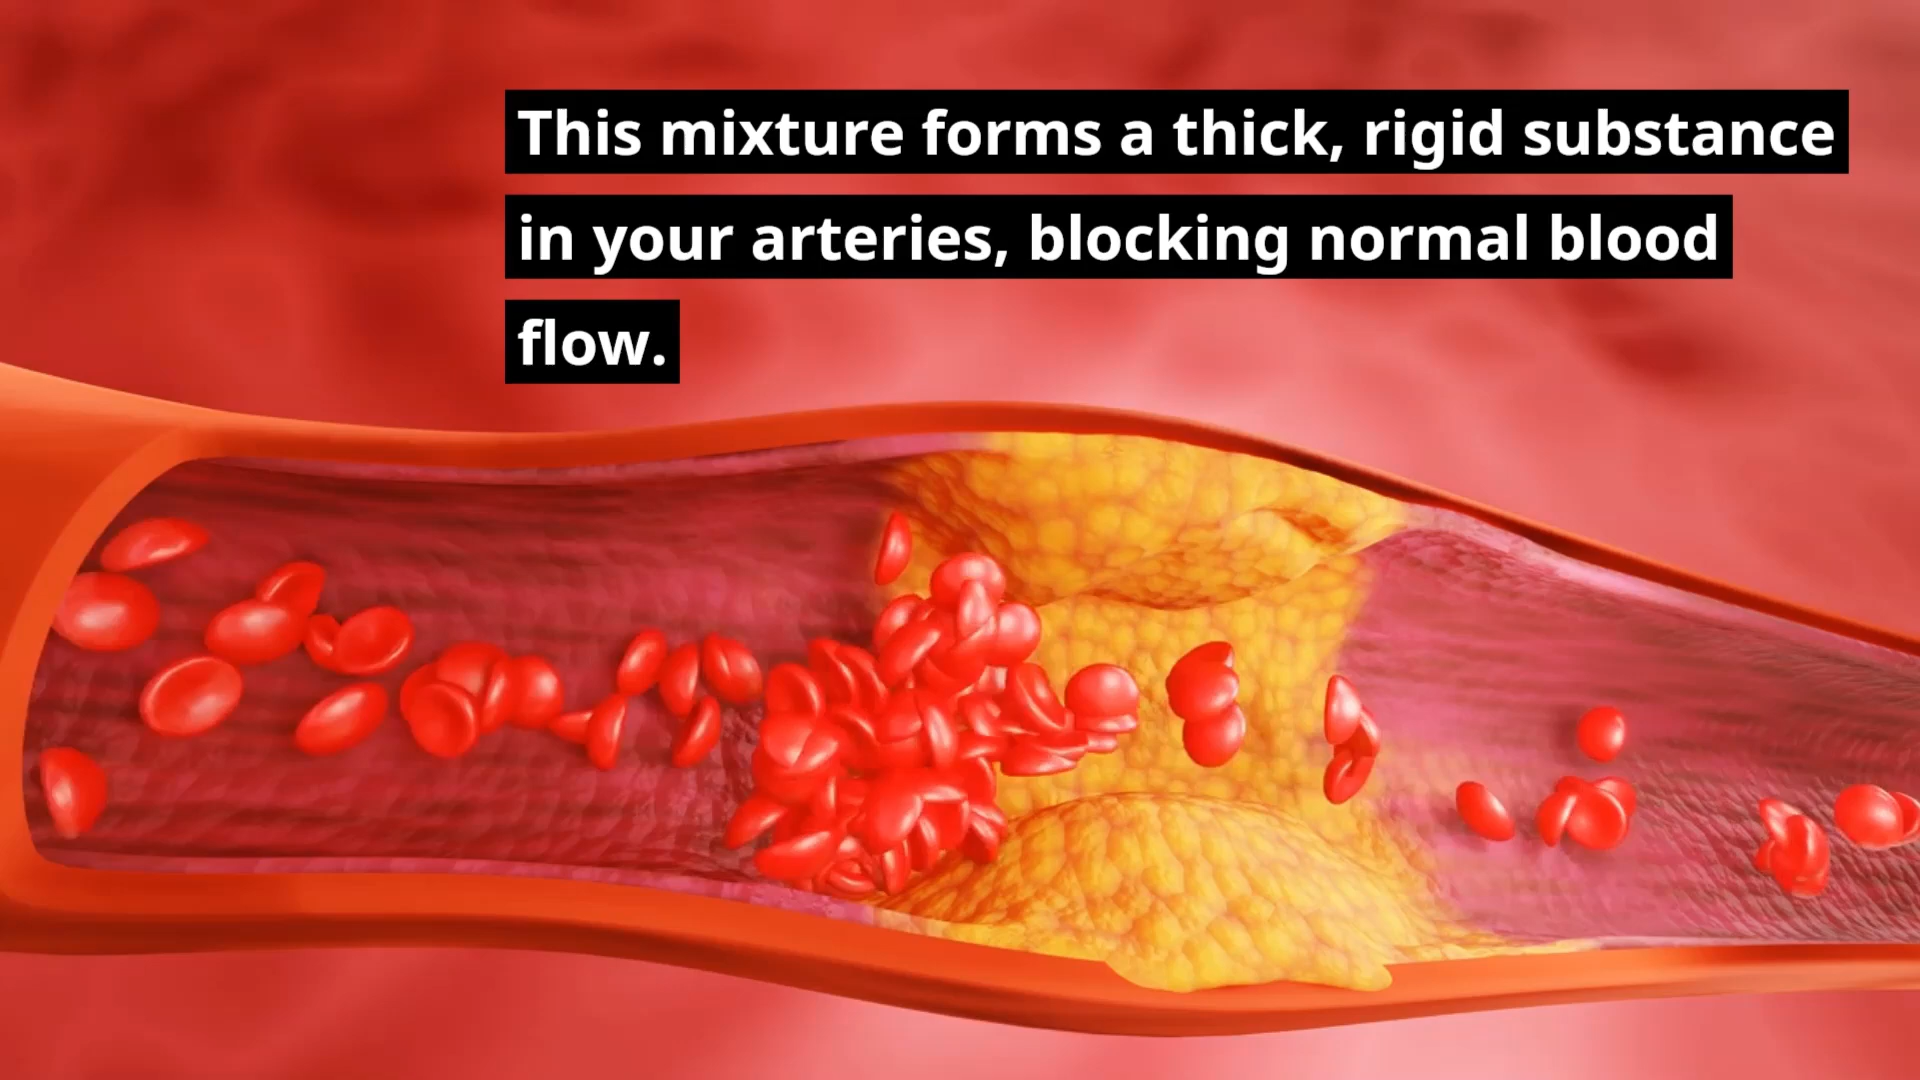 This mixture forms a thick, rigid substance
in your arteries, blocking normal blood
flow.